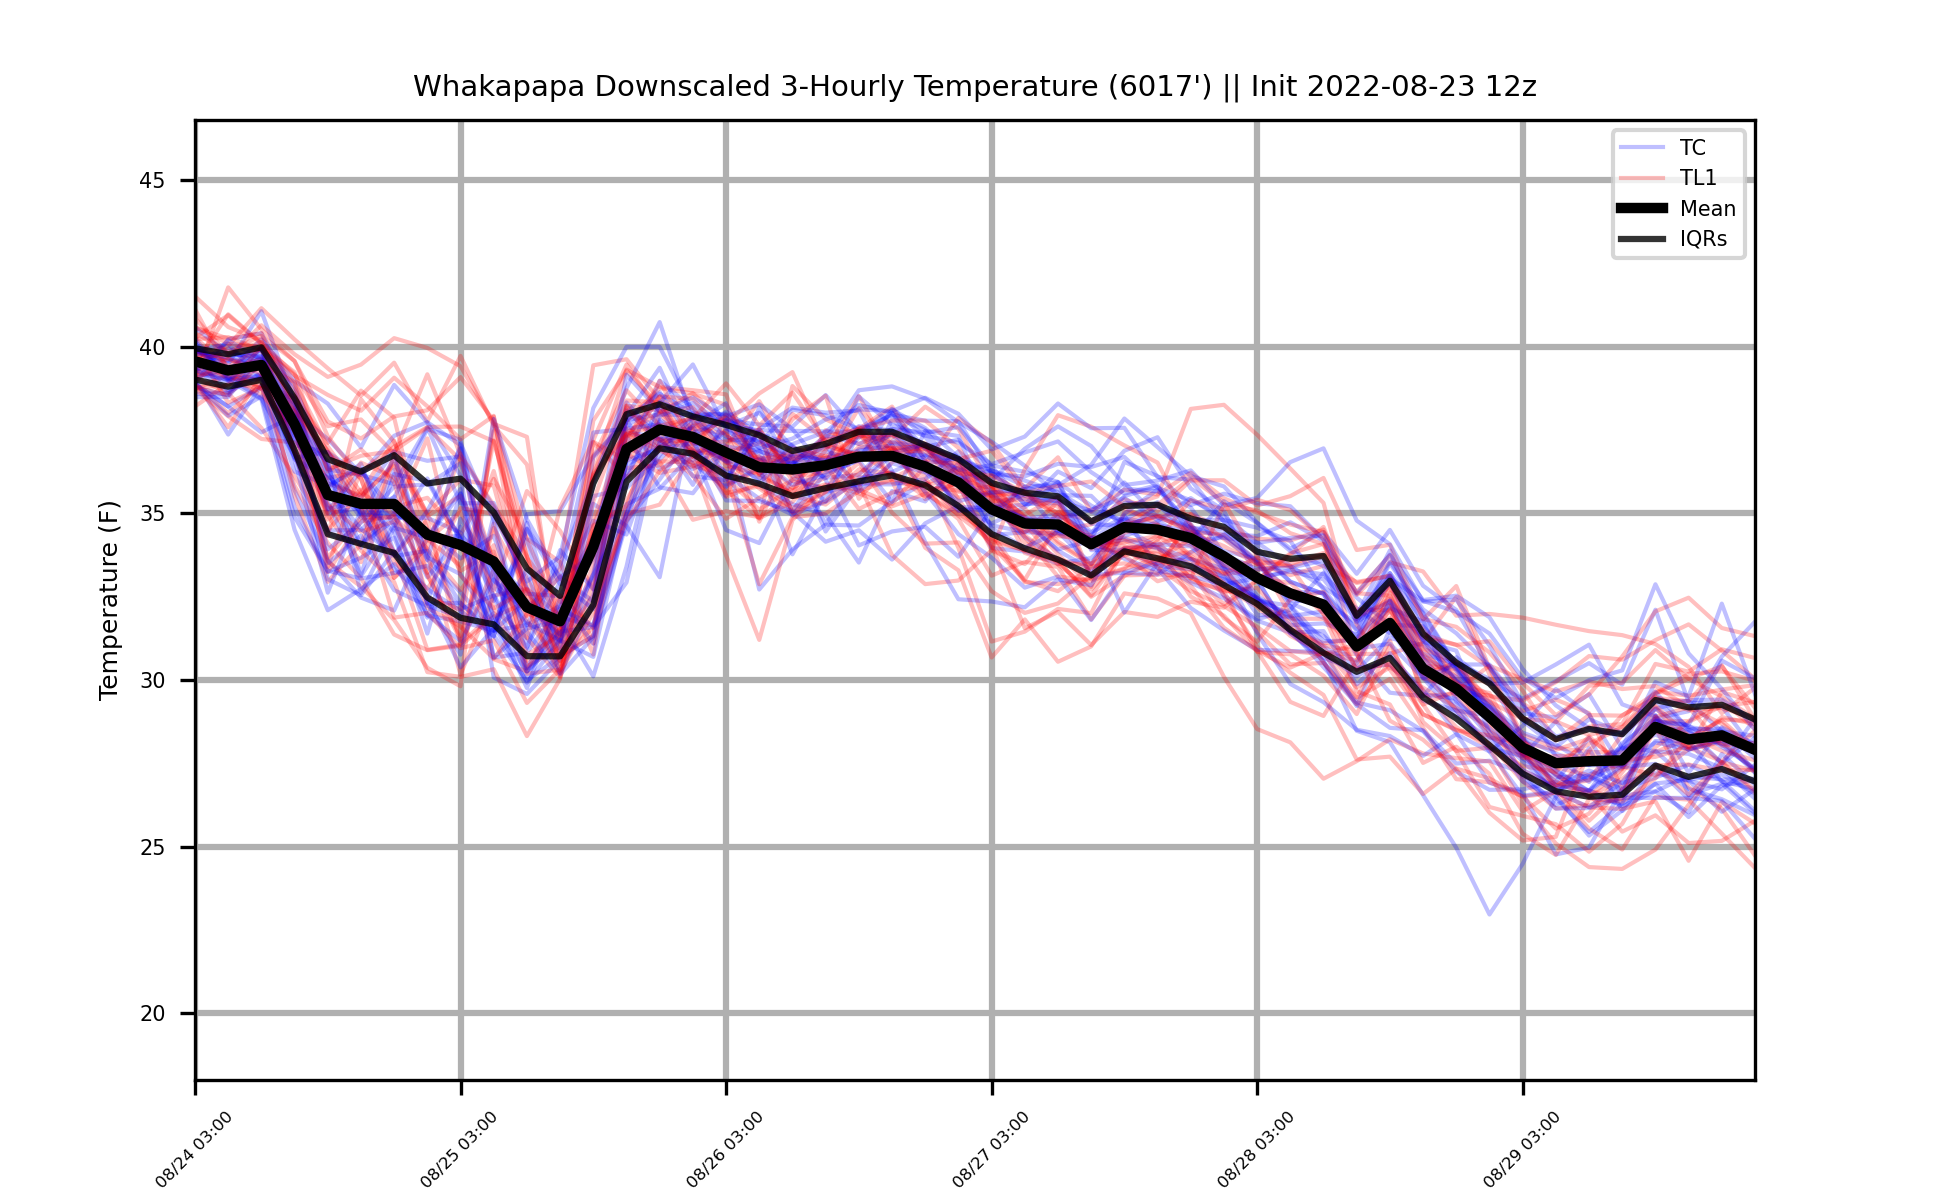 Whakapapa Downscaled 3-Hourly Temperature (6017') || Init 2022-08-23 12z
TC
TL1
Mean
IQRs
Temperature (F)
45
40
35
30
25
20
08/24 03:00
08/25 03:00
08/26 03:00
08/27 03:00
08/28 03:00
08/29 03:00